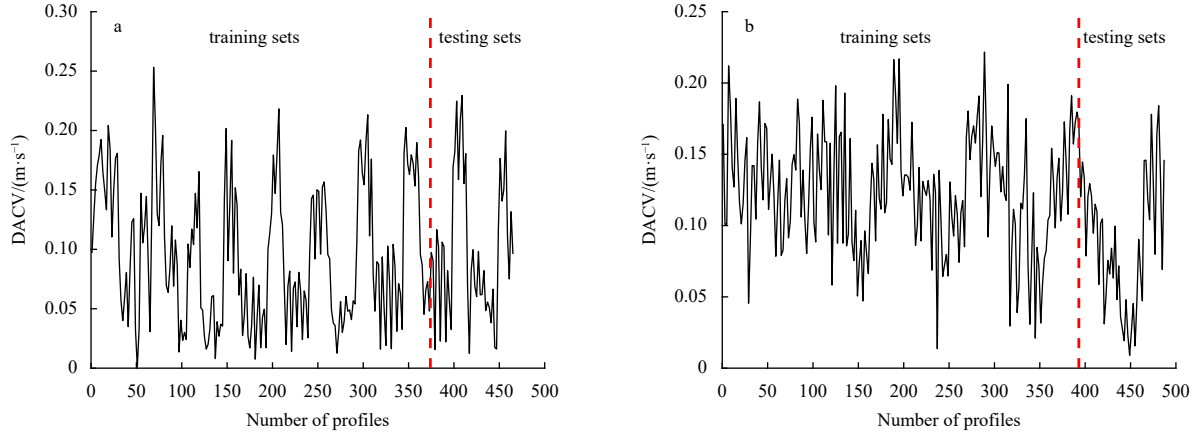 a
training sets
testing sets
0.30
0.25
0.20
0.15
0.10
0.05
0
DACV/(m·s⁻¹)
0 50 100 150 200 250 300 350 400 450 500
Number of profiles
b
training sets
testing sets
0.25
0.20
0.15
0.10
0.05
0
DACV/(m·s⁻¹)
0 50 100 150 200 250 300 350 400 450 500
Number of profiles